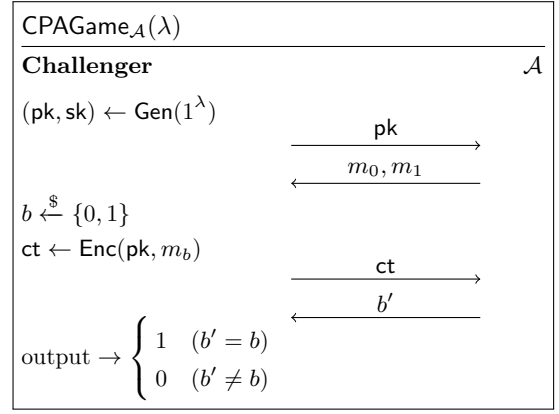 CPAGame_𝒜(λ)
Challenger 𝒜
(pk, sk) ← Gen(1^λ)
pk
m_0, m_1
b ←$ {0, 1}
ct ← Enc(pk, m_b)
ct
b′
output → { 1 (b′ = b)
0 (b′ ≠ b)